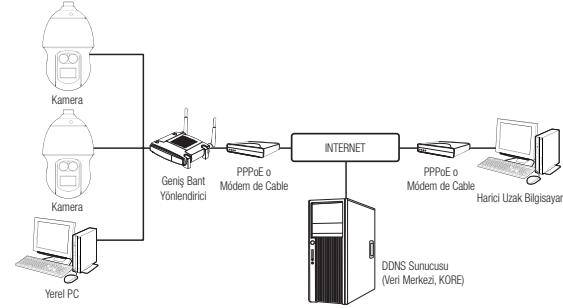 Kamera
Kamera
Yerel PC
Geniş Bant
Yönlendirici
PPPoE o
Módem de Cable
INTERNET
PPPoE o
Módem de Cable
Harici Uzak Bilgisayar
DDNS Sunucusu
(Veri Merkezi, KORE)